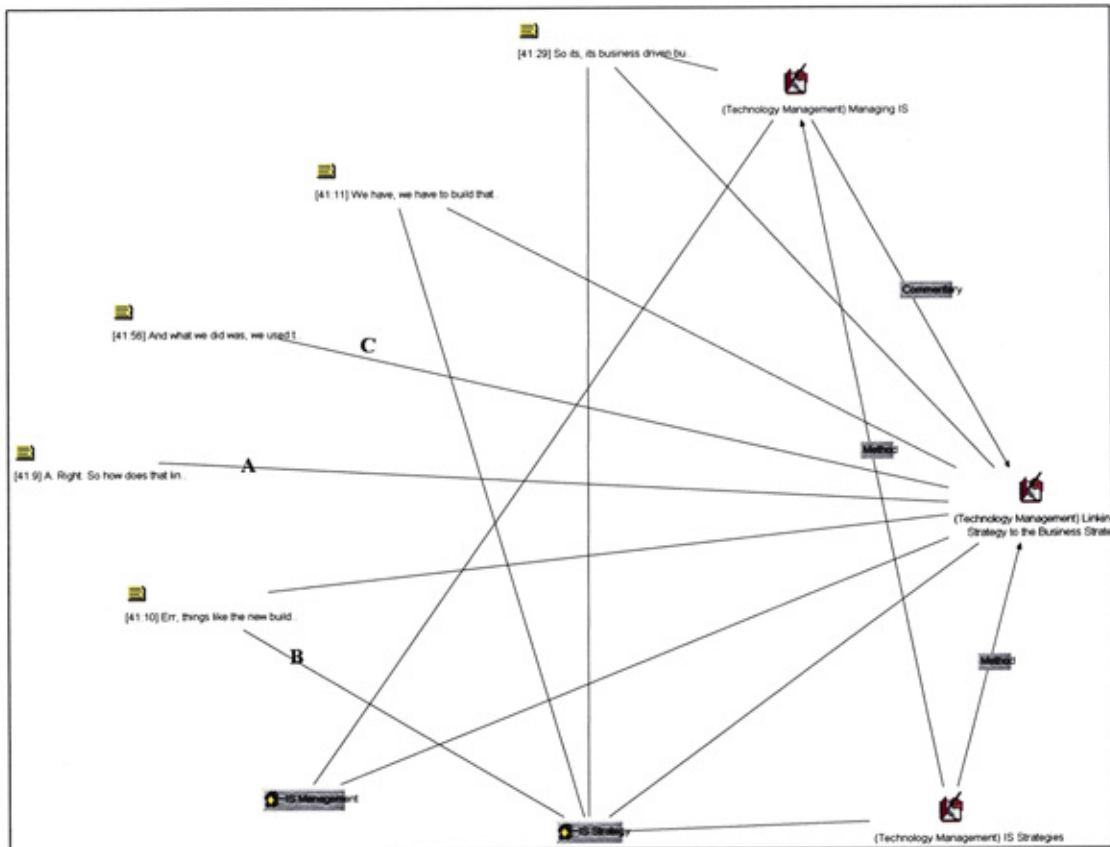 [41:29] So its, its business driven bu..
(Technology Management) Managing IS
[41:11] We have, we have to build that..
Commentary
[41:56] And what we did was, we used t..
C
Method
[41:9] A. Right. So how does that lin..
A
(Technology Management) Linkin
Strategy to the Business Strate
[41:10] Err, things like the new build..
B
Method
IS Management
IS Strategy
(Technology Management) IS Strategies